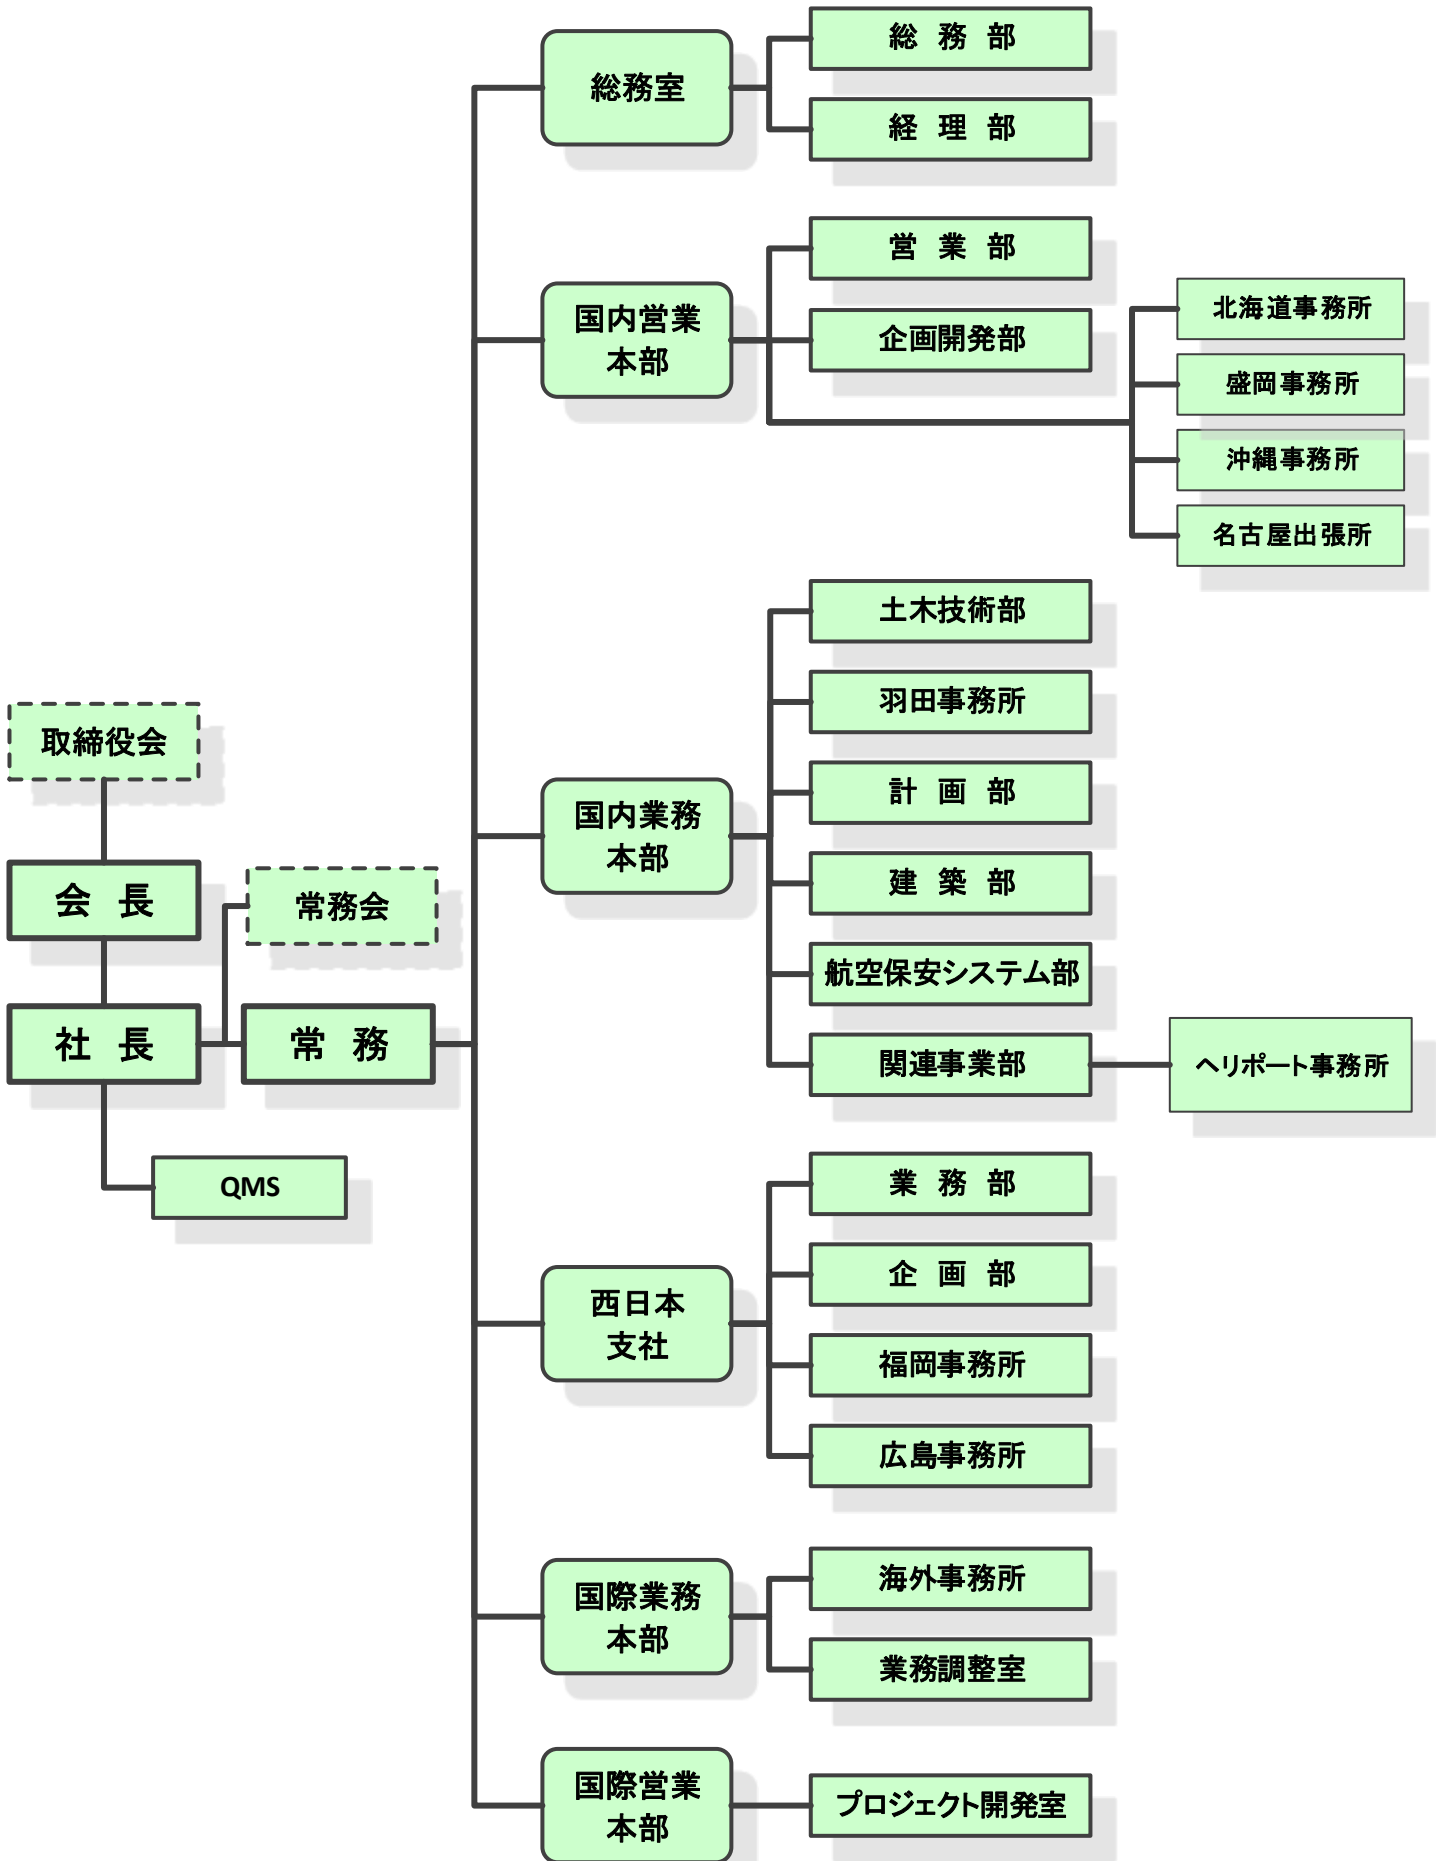 取締役会
会　長
社　長
常務会
常　務
QMS
総務室
総　務　部
経　理　部
国内営業
本部
営　業　部
企画開発部
北海道事務所
盛岡事務所
沖縄事務所
名古屋出張所
国内業務
本部
土木技術部
羽田事務所
計　画　部
建　築　部
航空保安システム部
関連事業部
ヘリポート事務所
西日本
支社
業　務　部
企　画　部
福岡事務所
広島事務所
国際業務
本部
海外事務所
業務調整室
国際営業
本部
プロジェクト開発室